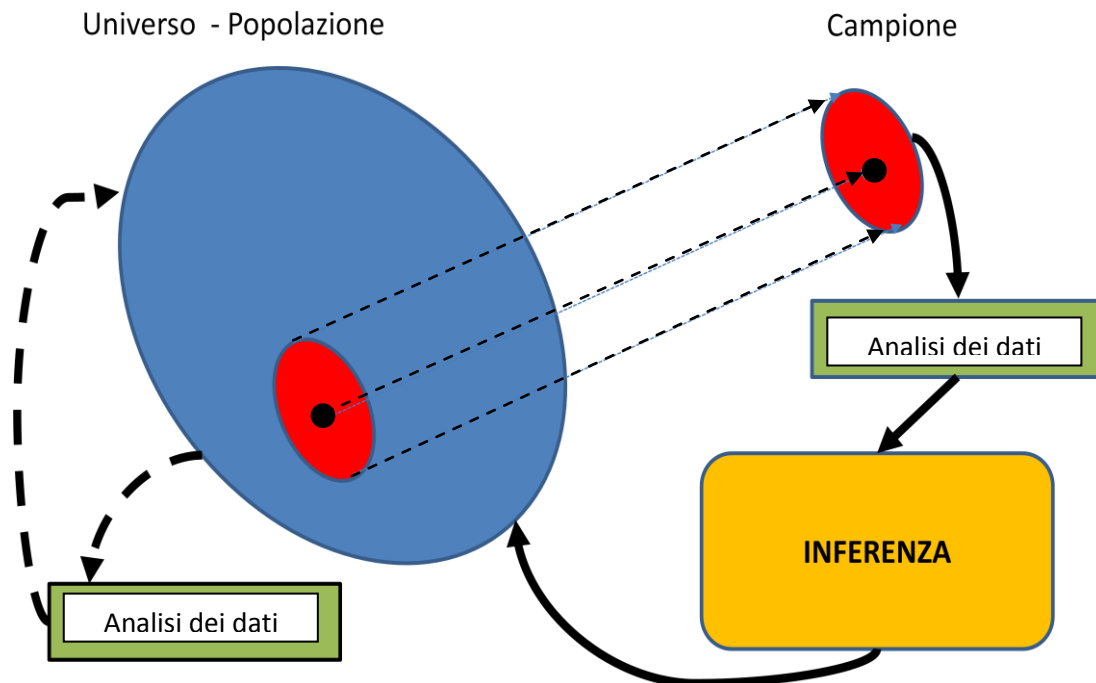 Universo - Popolazione
Campione
Analisi dei dati
INFERENZA
Analisi dei dati